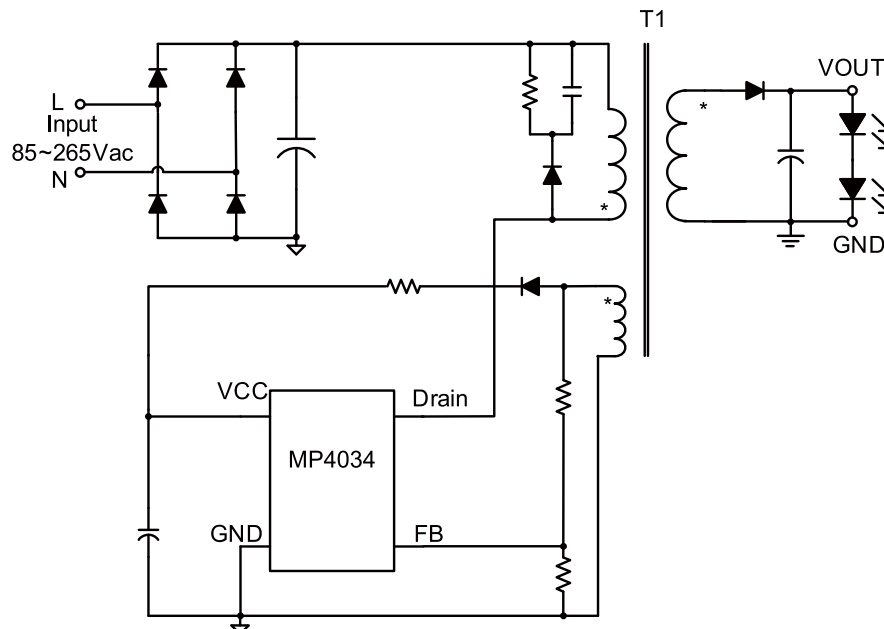 T1
VOUT
L
Input
85~265Vac
N
*
*
GND
*
VCC
Drain
MP4034
GND
FB